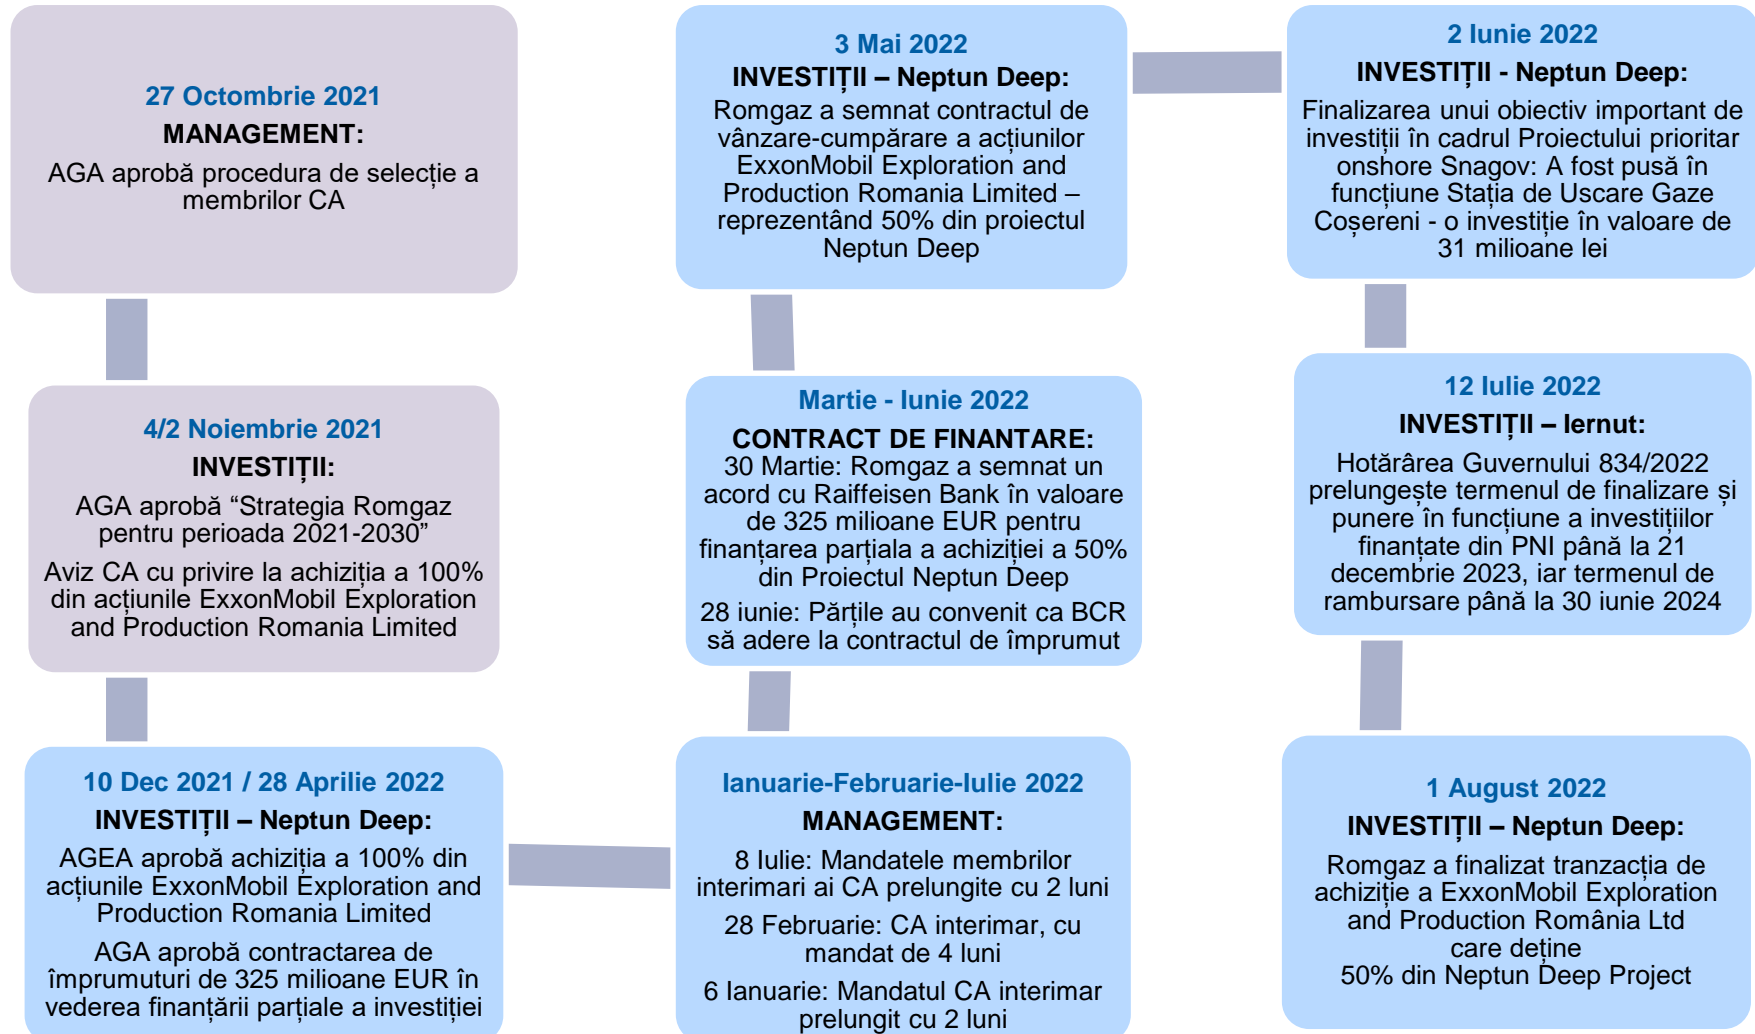 27 Octombrie 2021
MANAGEMENT:
AGA aprobă procedura de selecție a
membrilor CA
4/2 Noiembrie 2021
INVESTIȚII:
AGA aprobă “Strategia Romgaz
pentru perioada 2021-2030”
Aviz CA cu privire la achiziția a 100%
din acțiunile ExxonMobil Exploration
and Production Romania Limited
10 Dec 2021 / 28 Aprilie 2022
INVESTIȚII – Neptun Deep:
AGEA aprobă achiziția a 100% din
acțiunile ExxonMobil Exploration and
Production Romania Limited
AGA aprobă contractarea de
împrumuturi de 325 milioane EUR în
vederea finanțării parțiale a investiției
Ianuarie-Februarie-Iulie 2022
MANAGEMENT:
8 Iulie: Mandatele membrilor
interimari ai CA prelungite cu 2 luni
28 Februarie: CA interimar, cu
mandat de 4 luni
6 Ianuarie: Mandatul CA interimar
prelungit cu 2 luni
Martie - Iunie 2022
CONTRACT DE FINANTARE:
30 Martie: Romgaz a semnat un
acord cu Raiffeisen Bank în valoare
de 325 milioane EUR pentru
finanțarea parțiala a achiziției a 50%
din Proiectul Neptun Deep
28 iunie: Părțile au convenit ca BCR
să adere la contractul de împrumut
3 Mai 2022
INVESTIȚII – Neptun Deep:
Romgaz a semnat contractul de
vânzare-cumpărare a acțiunilor
ExxonMobil Exploration and
Production Romania Limited –
reprezentând 50% din proiectul
Neptun Deep
2 Iunie 2022
INVESTIȚII - Neptun Deep:
Finalizarea unui obiectiv important de
investiții în cadrul Proiectului prioritar
onshore Snagov: A fost pusă în
funcțiune Stația de Uscare Gaze
Coșereni - o investiție în valoare de
31 milioane lei
12 Iulie 2022
INVESTIȚII – Iernut:
Hotărârea Guvernului 834/2022
prelungește termenul de finalizare și
punere în funcțiune a investițiilor
finanțate din PNI până la 21
decembrie 2023, iar termenul de
rambursare până la 30 iunie 2024
1 August 2022
INVESTIȚII – Neptun Deep:
Romgaz a finalizat tranzacția de
achiziție a ExxonMobil Exploration
and Production România Ltd
care deține
50% din Neptun Deep Project